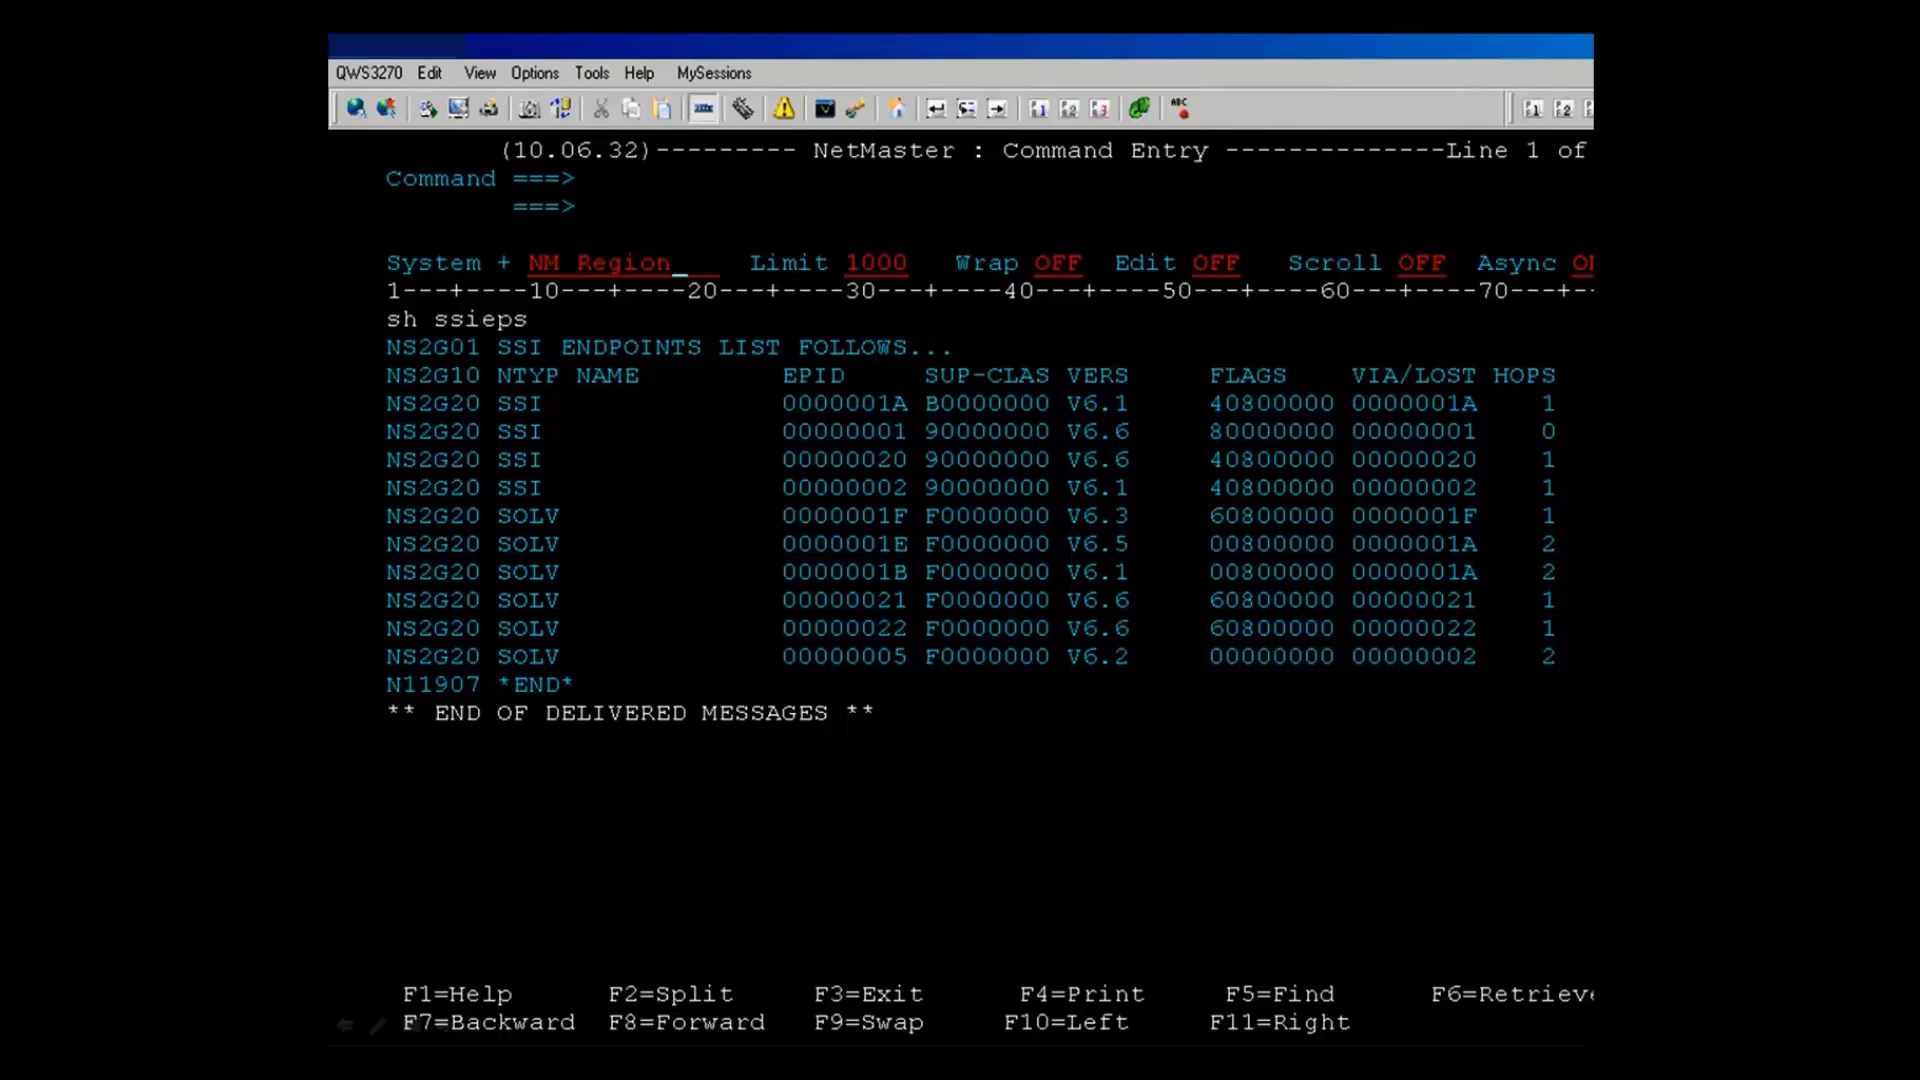 QWS3270 Edit View Options Tools Help MySessions
(10.06.32)--------- NetMaster : Command Entry --------------Line 1 of
Command ===>
===>
System + NM Region_ Limit 1000 Wrap OFF Edit OFF Scroll OFF Async
1---+----10---+----20---+----30---+----40---+----50---+----60---+----70---+--
sh ssieps
NS2G01 SSI ENDPOINTS LIST FOLLOWS...
NS2G10 NTYP NAME EPID SUP-CLAS VERS FLAGS VIA/LOST HOPS
NS2G20 SSI 0000001A B0000000 V6.1 40800000 0000001A 1
NS2G20 SSI 00000001 90000000 V6.6 80000000 00000001 0
NS2G20 SSI 00000020 90000000 V6.6 40800000 00000020 1
NS2G20 SSI 00000002 90000000 V6.1 40800000 00000002 1
NS2G20 SOLV 0000001F F0000000 V6.3 60800000 0000001F 1
NS2G20 SOLV 0000001E F0000000 V6.5 00800000 0000001A 2
NS2G20 SOLV 0000001B F0000000 V6.1 00800000 0000001A 2
NS2G20 SOLV 00000021 F0000000 V6.6 60800000 00000021 1
NS2G20 SOLV 00000022 F0000000 V6.6 60800000 00000022 1
NS2G20 SOLV 00000005 F0000000 V6.2 00000000 00000002 2
N11907 *END*
** END OF DELIVERED MESSAGES **
F1=Help F2=Split F3=Exit F4=Print F5=Find F6=Retrieve
F7=Backward F8=Forward F9=Swap F10=Left F11=Right